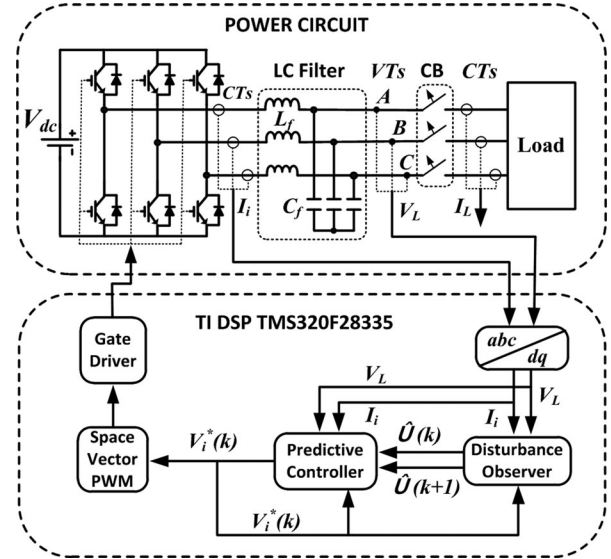 POWER CIRCUIT
LC Filter
VTs
CB
CTs
CTs
A
V_dc
L_f
B
Load
C
I_i
C_f
V_L
I_L
TI DSP TMS320F28335
Gate
Driver
abc
dq
V_L
V_L
I_i
I_i
Space
Vector
PWM
V_i^*(k)
Predictive
Controller
Û(k)
Û(k+1)
Disturbance
Observer
V_i^*(k)